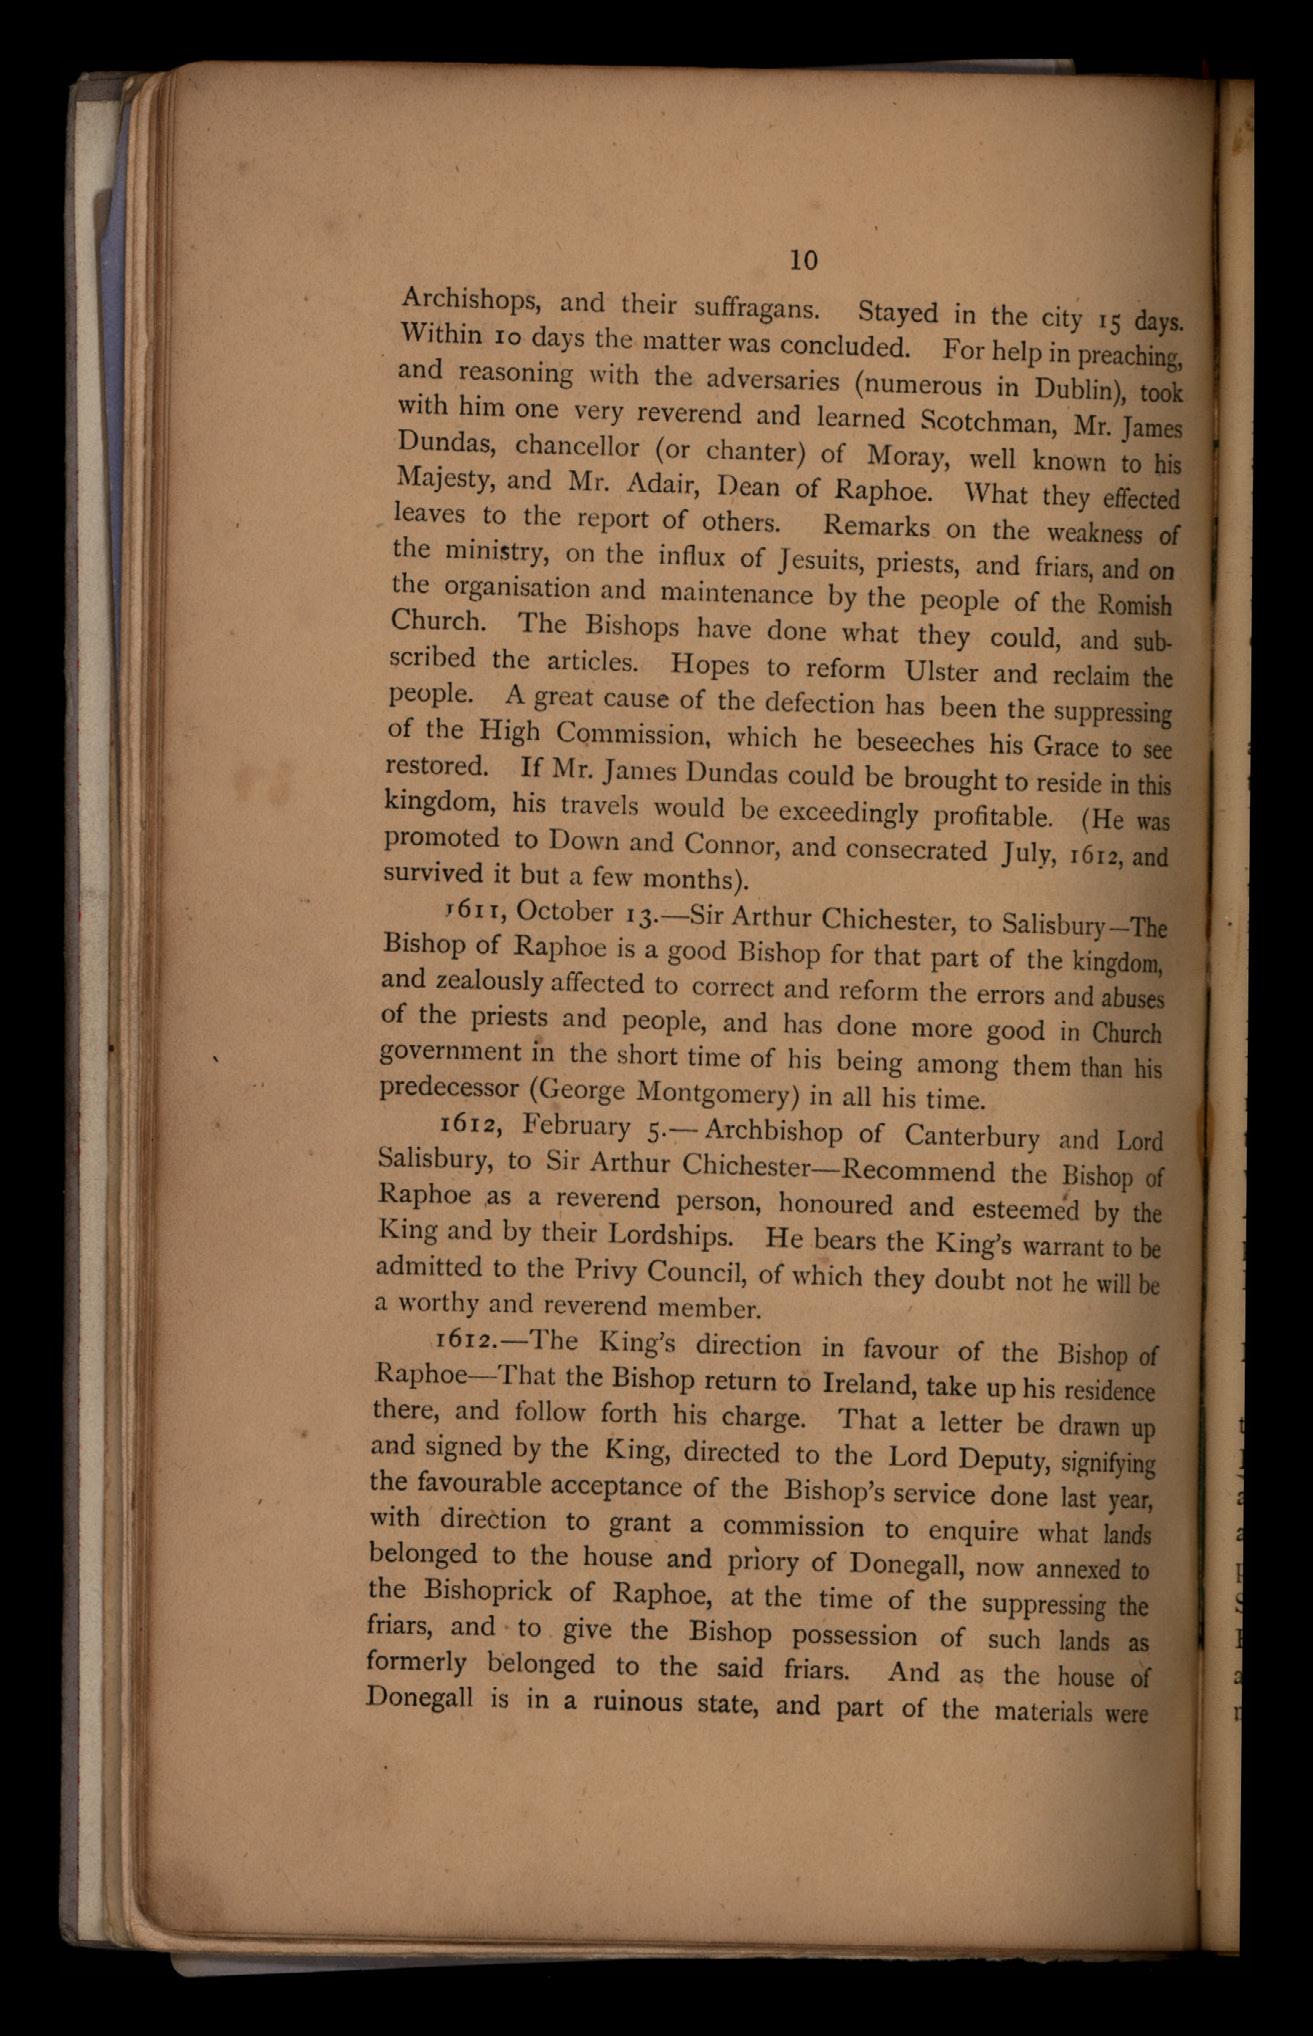 10
Archishops, and their suffragans. Stayed in the city 15 days.
Within 10 days the matter was concluded. For help in preaching,
and reasoning with the adversaries (numerous in Dublin), took
with him one very reverend and learned Scotchman, Mr. James
Dundas, chancellor (or chanter) of Moray, well known to his
Majesty, and Mr. Adair, Dean of Raphoe. What they effected
leaves to the report of others. Remarks on the weakness of
the ministry, on the influx of Jesuits, priests, and friars, and on
the organisation and maintenance by the people of the Romish
Church. The Bishops have done what they could, and sub-
scribed the articles. Hopes to reform Ulster and reclaim the
people. A great cause of the defection has been the suppressing
of the High Commission, which he beseeches his Grace to see
restored. If Mr. James Dundas could be brought to reside in this
kingdom, his travels would be exceedingly profitable. (He was
promoted to Down and Connor, and consecrated July, 1612, and
survived it but a few months).
1611, October 13.—Sir Arthur Chichester, to Salisbury—The
Bishop of Raphoe is a good Bishop for that part of the kingdom,
and zealously affected to correct and reform the errors and abuses
of the priests and people, and has done more good in Church
government in the short time of his being among them than his
predecessor (George Montgomery) in all his time.
1612, February 5.—Archbishop of Canterbury and Lord
Salisbury, to Sir Arthur Chichester—Recommend the Bishop of
Raphoe as a reverend person, honoured and esteemed by the
King and by their Lordships. He bears the King's warrant to be
admitted to the Privy Council, of which they doubt not he will be
a worthy and reverend member.
1612.—The King's direction in favour of the Bishop of
Raphoe—That the Bishop return to Ireland, take up his residence
there, and follow forth his charge. That a letter be drawn up
and signed by the King, directed to the Lord Deputy, signifying
the favourable acceptance of the Bishop's service done last year,
with direction to grant a commission to enquire what lands
belonged to the house and priory of Donegall, now annexed to
the Bishoprick of Raphoe, at the time of the suppressing the
friars, and to give the Bishop possession of such lands as
formerly belonged to the said friars. And as the house of
Donegall is in a ruinous state, and part of the materials were